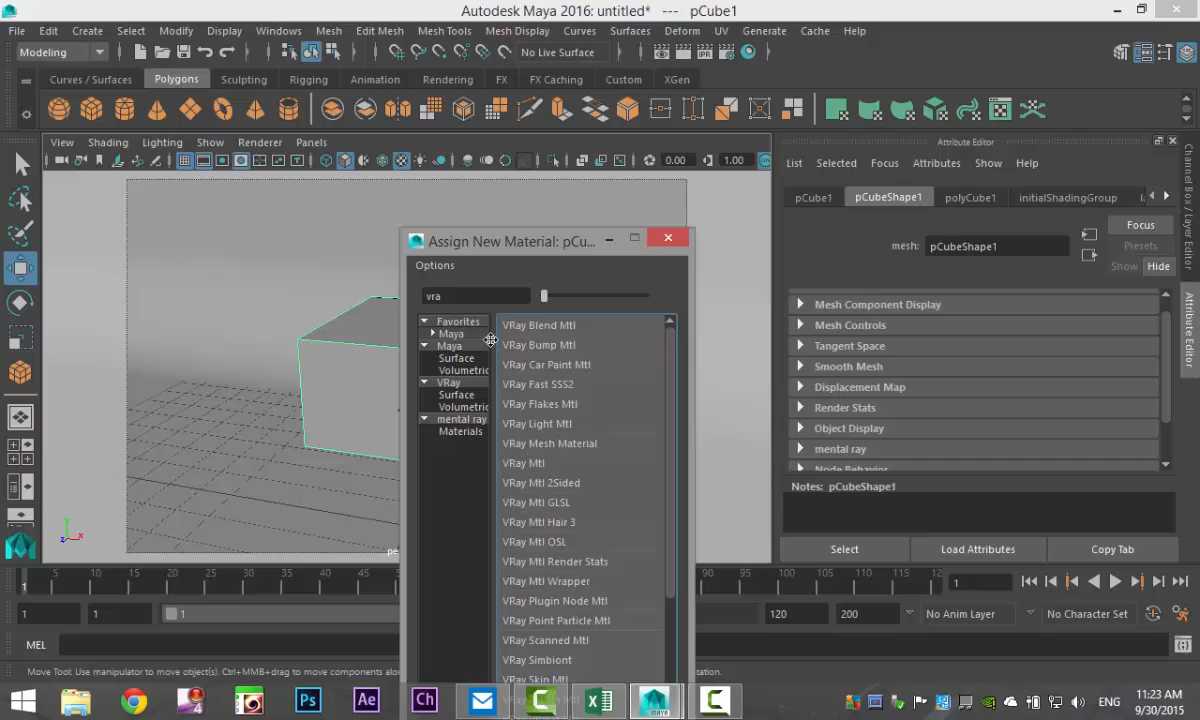 Autodesk Maya 2016: untitled* --- pCube1
File Edit Create Select Modify Display Windows Mesh Edit Mesh Mesh Tools Mesh Display Curves Surfaces Deform UV Generate Cache Help
Modeling No Live Surface
Curves / Surfaces Polygons Sculpting Rigging Animation Rendering FX FX Caching Custom XGen
View Shading Lighting Show Renderer Panels
0.00 1.00
Attribute Editor
List Selected Focus Attributes Show Help
pCube1 pCubeShape1 polyCube1 initialShadingGroup
mesh: pCubeShape1
Focus
Presets
Show Hide
Mesh Component Display
Mesh Controls
Tangent Space
Smooth Mesh
Displacement Map
Render Stats
Object Display
mental ray
Node Behavior
Notes: pCubeShape1
Select Load Attributes Copy Tab
Channel Box / Layer Editor
Attribute Editor
Assign New Material: pCu...
Options
vra
Favorites
Maya
Maya
Surface
Volumetric
VRay
Surface
Volumetric
mental ray
Materials
VRay Blend Mtl
VRay Bump Mtl
VRay Car Paint Mtl
VRay Fast SSS2
VRay Flakes Mtl
VRay Light Mtl
VRay Mesh Material
VRay Mtl
VRay Mtl 2Sided
VRay Mtl GLSL
VRay Mtl Hair 3
VRay Mtl OSL
VRay Mtl Render Stats
VRay Mtl Wrapper
VRay Plugin Node Mtl
VRay Point Particle Mtl
VRay Scanned Mtl
VRay Simbiont
VRay Skin Mtl
y x z
5 10 15 20 25 30 35 40 45 90 95 100 105 110 115 12
1 1
1 1 1 120 200 No Anim Layer No Character Set
MEL
Move Tool: Use manipulator to move object(s). Ctrl+MMB+drag to move components along
ENG
11:23 AM
9/30/2015
Ps Ae Ch